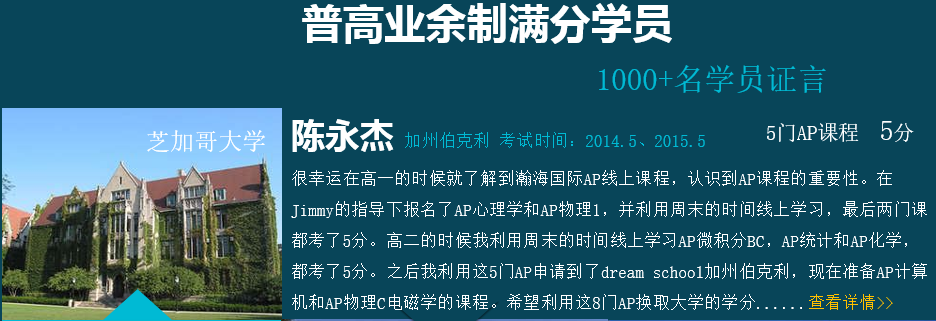 普高业余制满分学员
1000+名学员证言
芝加哥大学
陈永杰 加州伯克利 考试时间：2014.5、2015.5 5门AP课程 5分
很幸运在高一的时候就了解到瀚海国际AP线上课程，认识到AP课程的重要性。在
Jimmy的指导下报名了AP心理学和AP物理1，并利用周末的时间线上学习，最后两门课
都考了5分。高二的时候我利用周末的时间线上学习AP微积分BC，AP统计和AP化学，
都考了5分。之后我利用这5门AP申请到了dream school加州伯克利，现在准备AP计算
机和AP物理C电磁学的课程。希望利用这8门AP换取大学的学分......查看详情>>